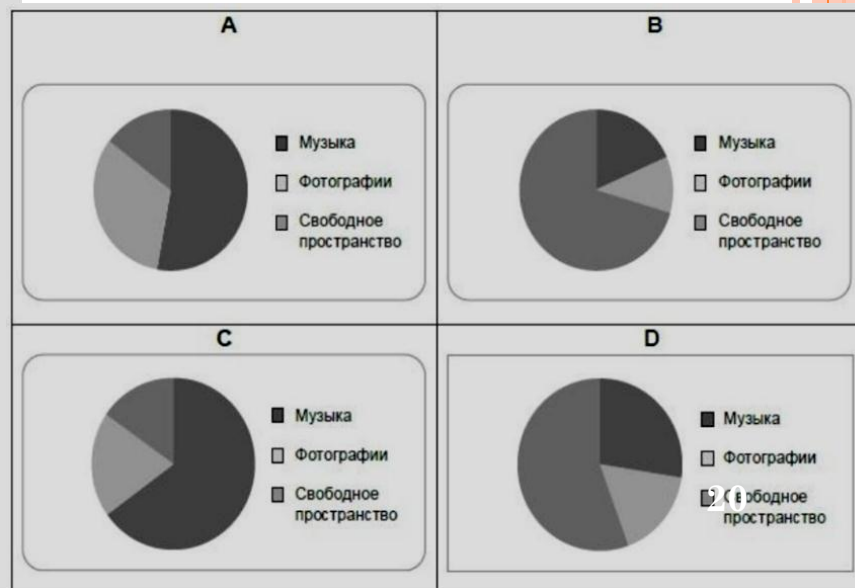 A
Музыка
Фотографии
Свободное
пространство
B
Музыка
Фотографии
Свободное
пространство
C
Музыка
Фотографии
Свободное
пространство
D
Музыка
Фотографии
Свободное
пространство
20